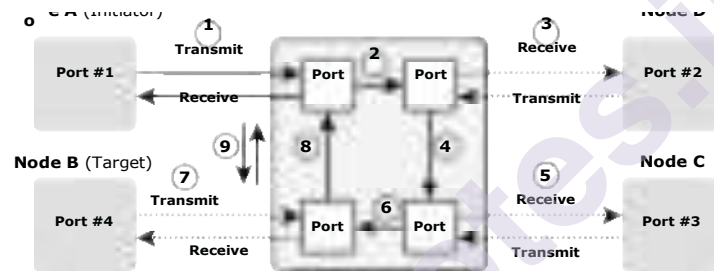 o e A (Initiator)
Node D
1
Transmit
2
3
Receive
Port #1
Port
Port
Port #2
Receive
Transmit
Node B (Target)
9
8
4
Node C
7
Transmit
6
5
Receive
Port #4
Port
Port
Port #3
Receive
Transmit